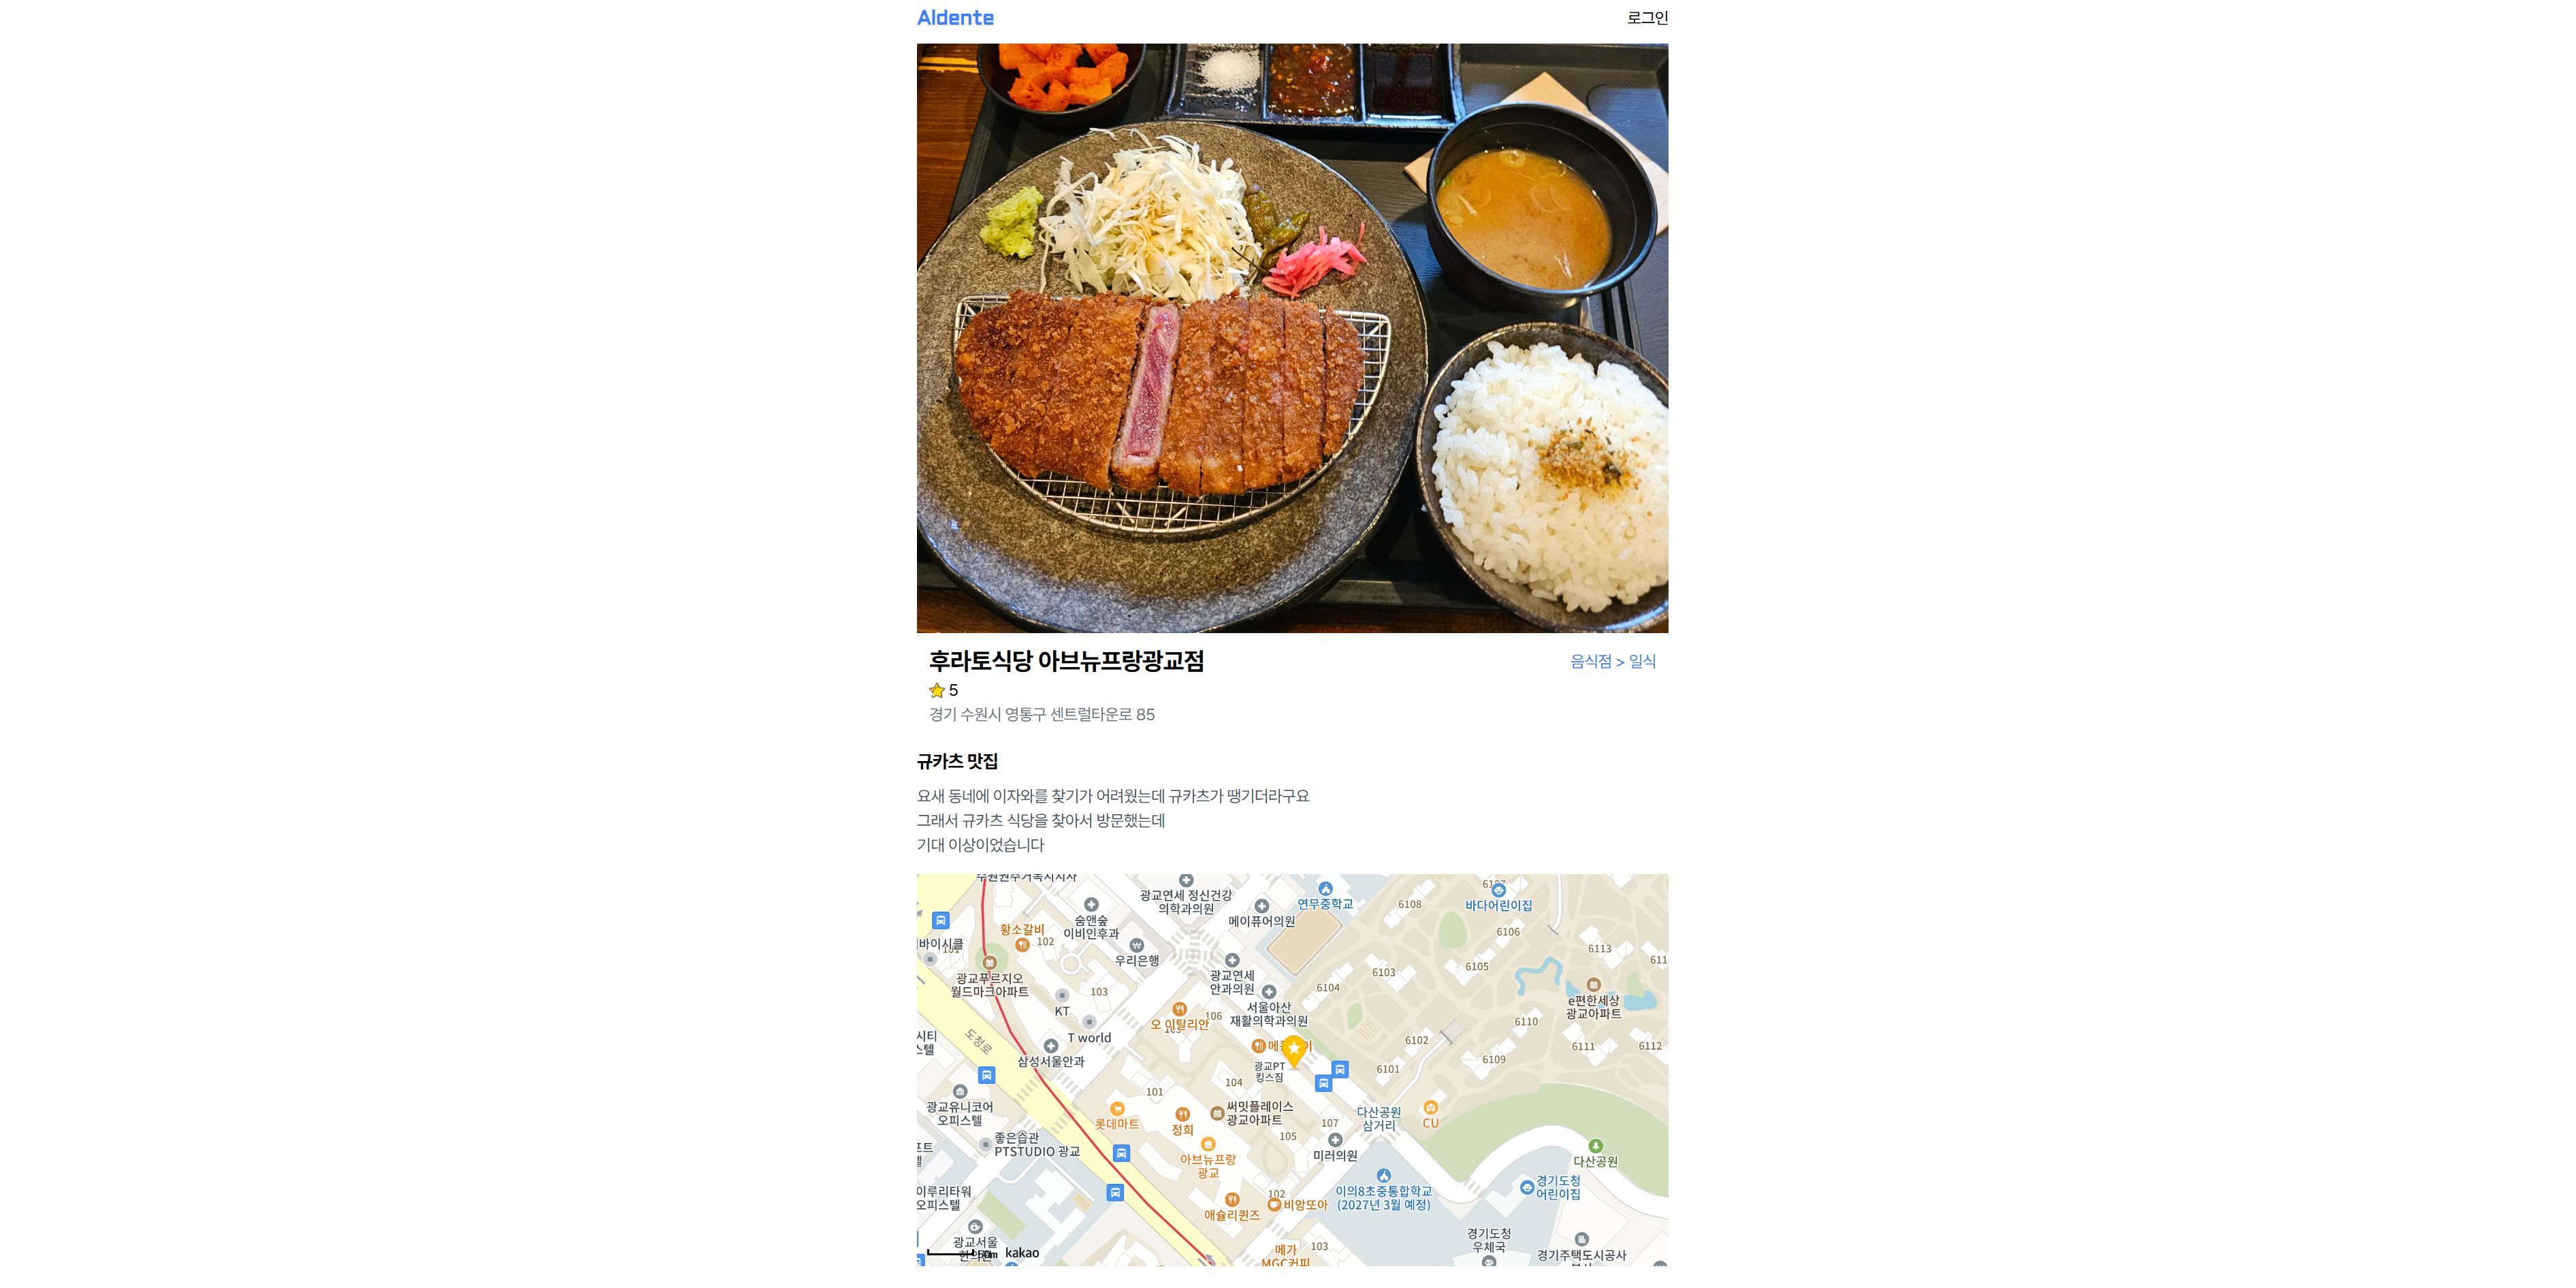 Aldente
로그인
후라토식당 아브뉴프랑광교점
음식점 > 일식
5
경기 수원시 영통구 센트럴타운로 85
규카츠 맛집
요새 동네에 이자와를 찾기가 어려웠는데 규카츠가 땡기더라구요
그래서 규카츠 식당을 찾아서 방문했는데
기대 이상이었습니다
광교연세 정신건강
의학과의원
연무중학교
6108
바다어린이집
숨앤숲
이비인후과
메이퓨어의원
황소갈비
102
6106
바이시클
우리은행
6113
6105
6103
광교연세
안과의원
광교푸르지오
월드마크아파트
103
6104
e편한세상
광교아파트
KT
서울아산
재활의학과의원
오 이탈리안
106
6110
T world
도청로
6102
6111
6112
삼성서울안과
6109
광교PT
킹스짐
6101
104
101
광교유니코어
오피스텔
롯데마트
정희
써밋플레이스
광교아파트
다산공원
삼거리
CU
107
105
좋은습관
PTSTUDIO 광교
미러의원
아브뉴프랑
광교
다산공원
이의8초중통합학교
(2027년 3월 예정)
경기도청
어린이집
이루리타워
오피스텔
102
비앙또아
애슐리퀸즈
경기도청
우체국
광교서울
50m
kakao
메가
MGC커피
103
경기주택도시공사